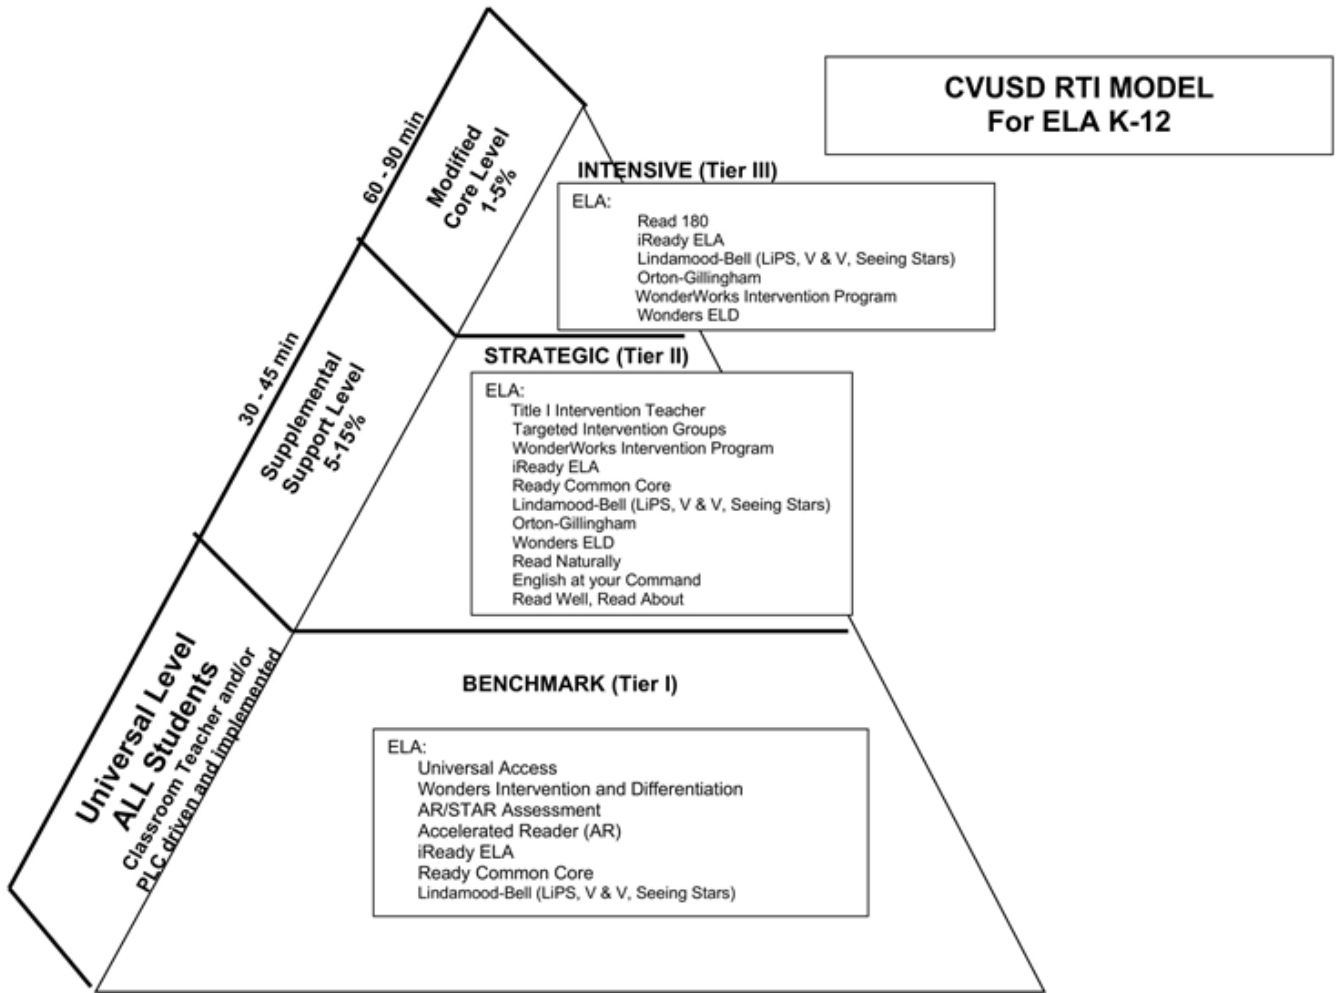 CVUSD RTI MODEL
For ELA K-12
60 - 90 min
Modified
Core Level
1-5%
INTENSIVE (Tier III)
ELA:
Read 180
iReady ELA
Lindamood-Bell (LiPS, V & V, Seeing Stars)
Orton-Gillingham
WonderWorks Intervention Program
Wonders ELD
30 - 45 min
Supplemental
Support Level
5-15%
STRATEGIC (Tier II)
ELA:
Title I Intervention Teacher
Targeted Intervention Groups
WonderWorks Intervention Program
iReady ELA
Ready Common Core
Lindamood-Bell (LiPS, V & V, Seeing Stars)
Orton-Gillingham
Wonders ELD
Read Naturally
English at your Command
Read Well, Read About
Universal Level
ALL Students
Classroom Teacher and/or
PLC driven and implemented
BENCHMARK (Tier I)
ELA:
Universal Access
Wonders Intervention and Differentiation
AR/STAR Assessment
Accelerated Reader (AR)
iReady ELA
Ready Common Core
Lindamood-Bell (LiPS, V & V, Seeing Stars)